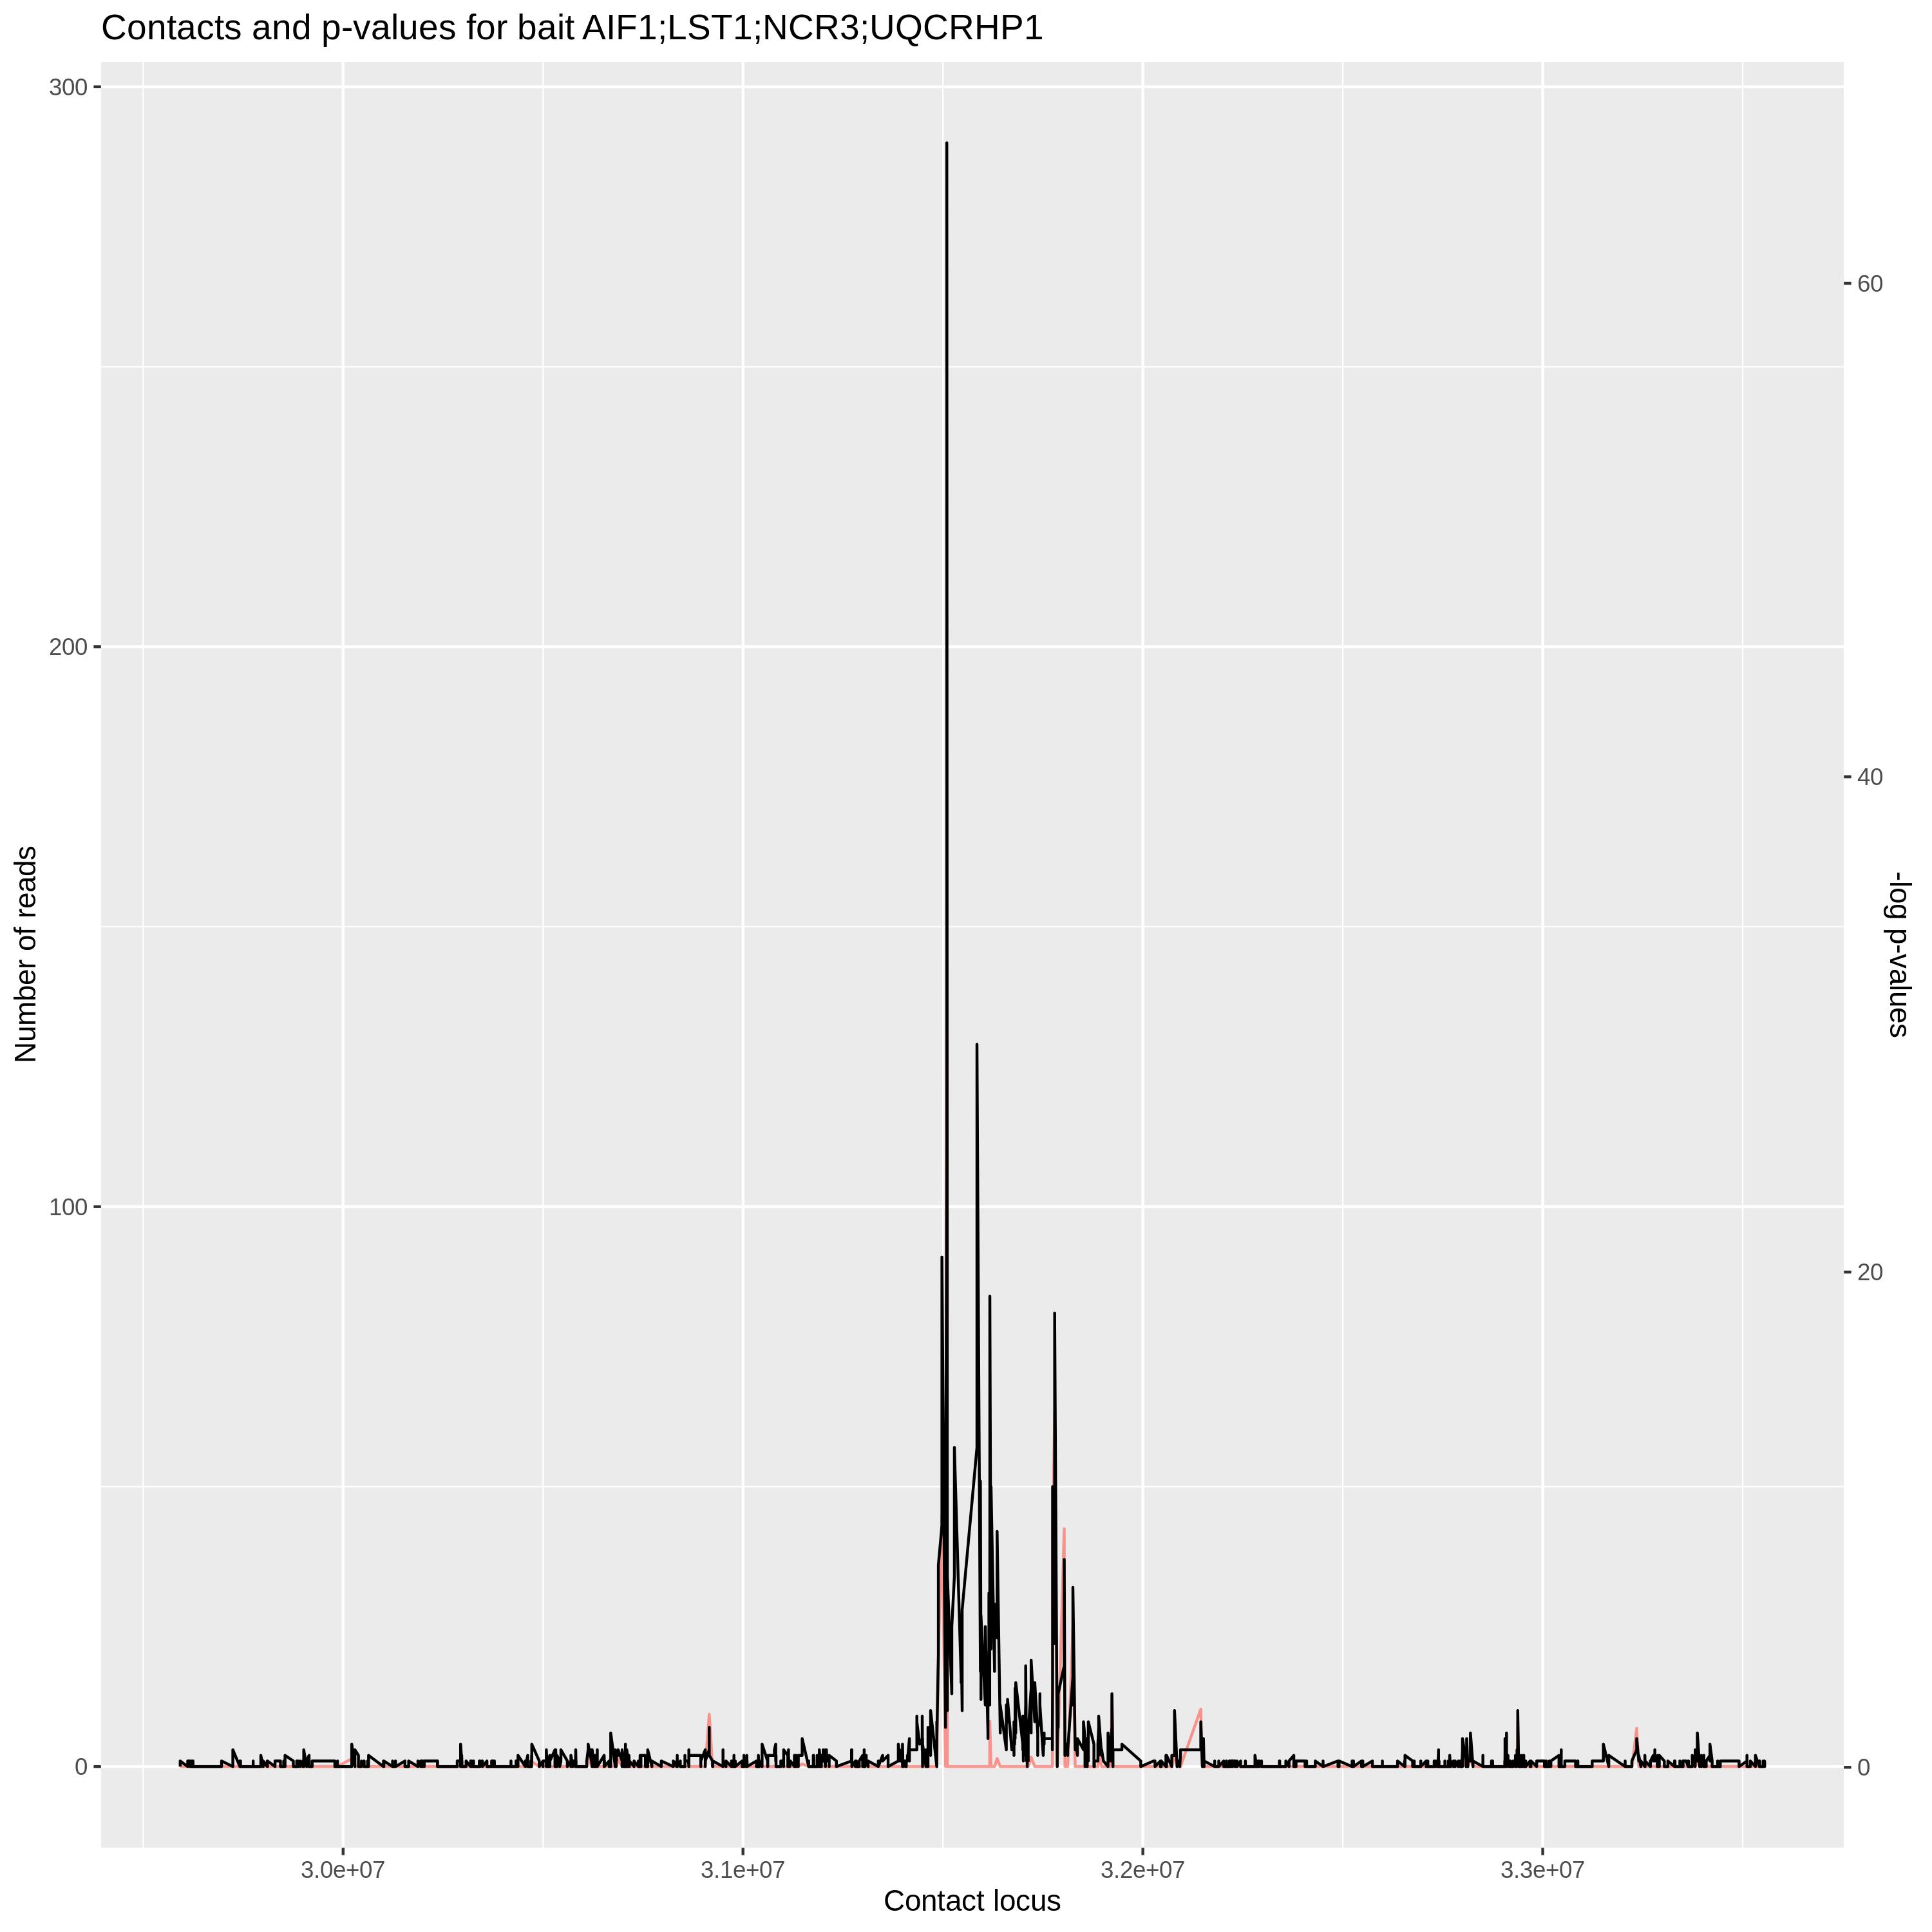 Contacts and p-values for bait AIF1;LST1;NCR3;UQCRHP1
300
200
100
0
Number of reads
60
40
20
0
-log p-values
3.0e+07
3.1e+07
3.2e+07
3.3e+07
Contact locus